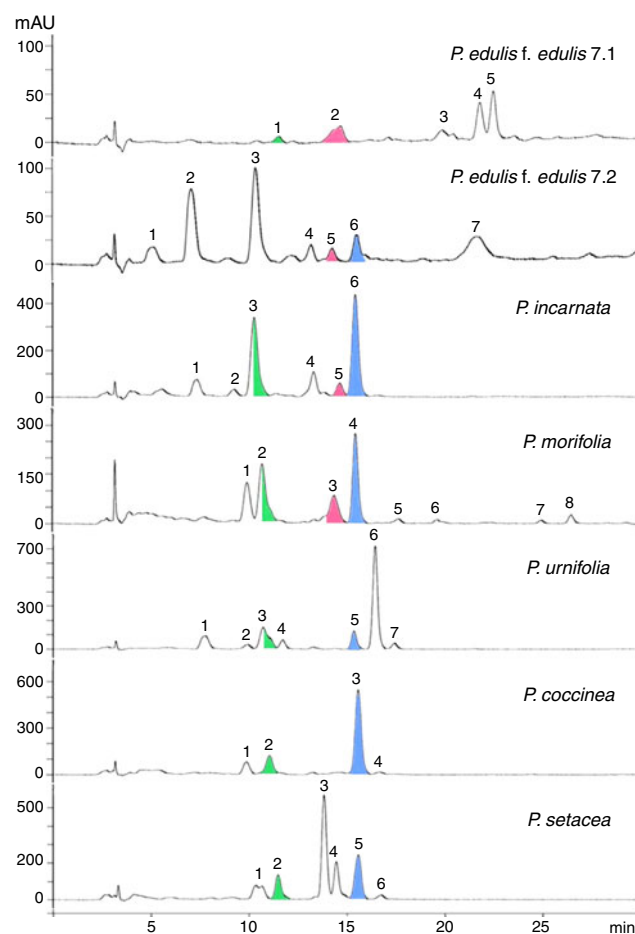 mAU
P. edulis f. edulis 7.1
100
50
0
1 2 3 4 5
P. edulis f. edulis 7.2
100
50
0
1 2 3 4 5 6 7
P. incarnata
400
200
0
1 2 3 4 5 6
P. morifolia
300
150
0
1 2 3 4 5 6 7 8
P. urnifolia
700
300
0
1 2 3 4 5 6 7
P. coccinea
600
300
0
1 2 3 4
P. setacea
500
200
0
1 2 3 4 5 6
5 10 15 20 25 min